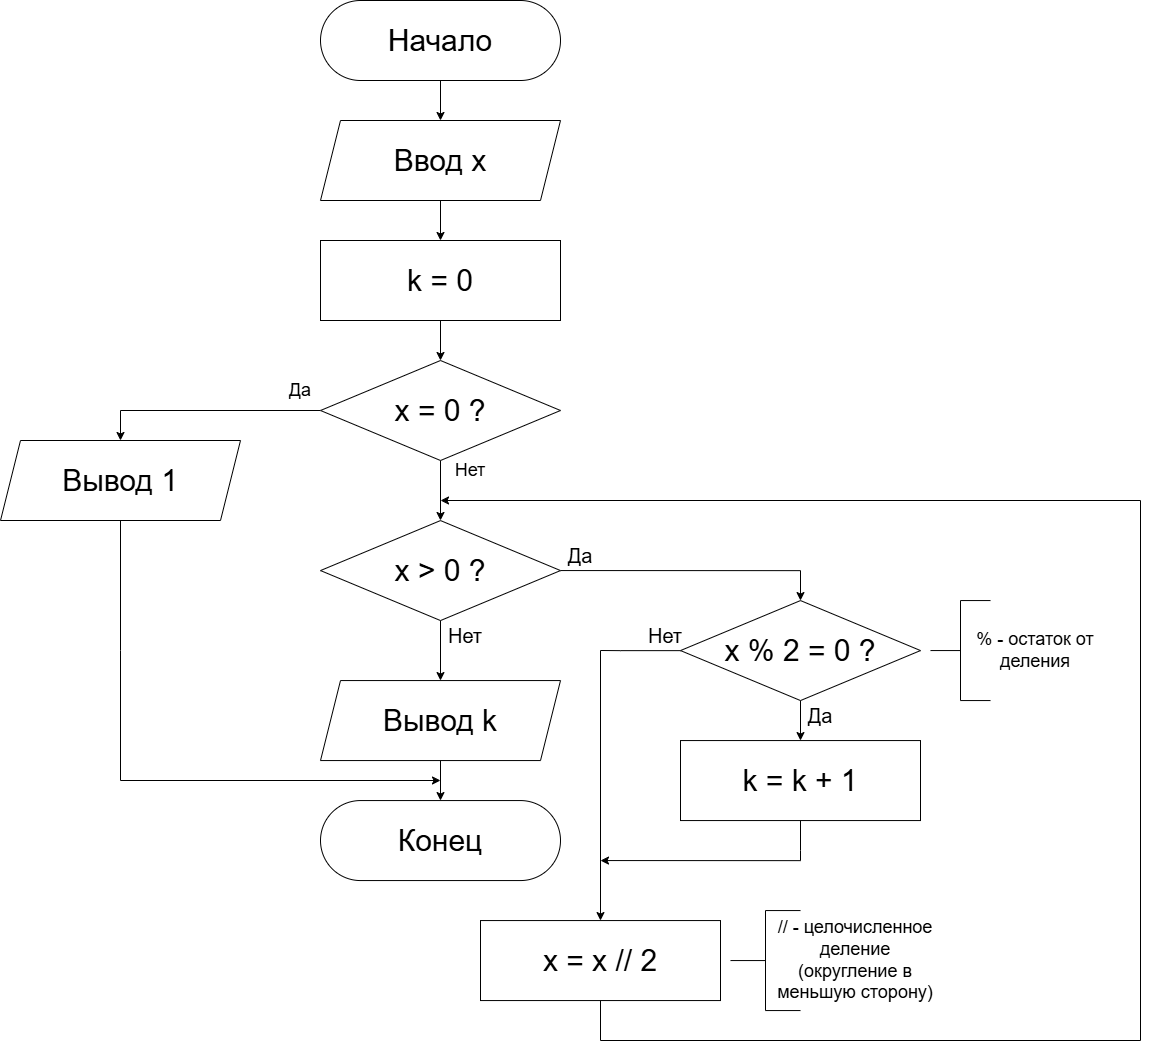 Начало
Ввод x
k = 0
Да
x = 0 ?
Нет
Вывод 1
x > 0 ?
Да
Нет
Нет
x % 2 = 0 ?
% - остаток от
деления
Да
Вывод k
k = k + 1
Конец
x = x // 2
// - целочисленное
деление
(округление в
меньшую сторону)